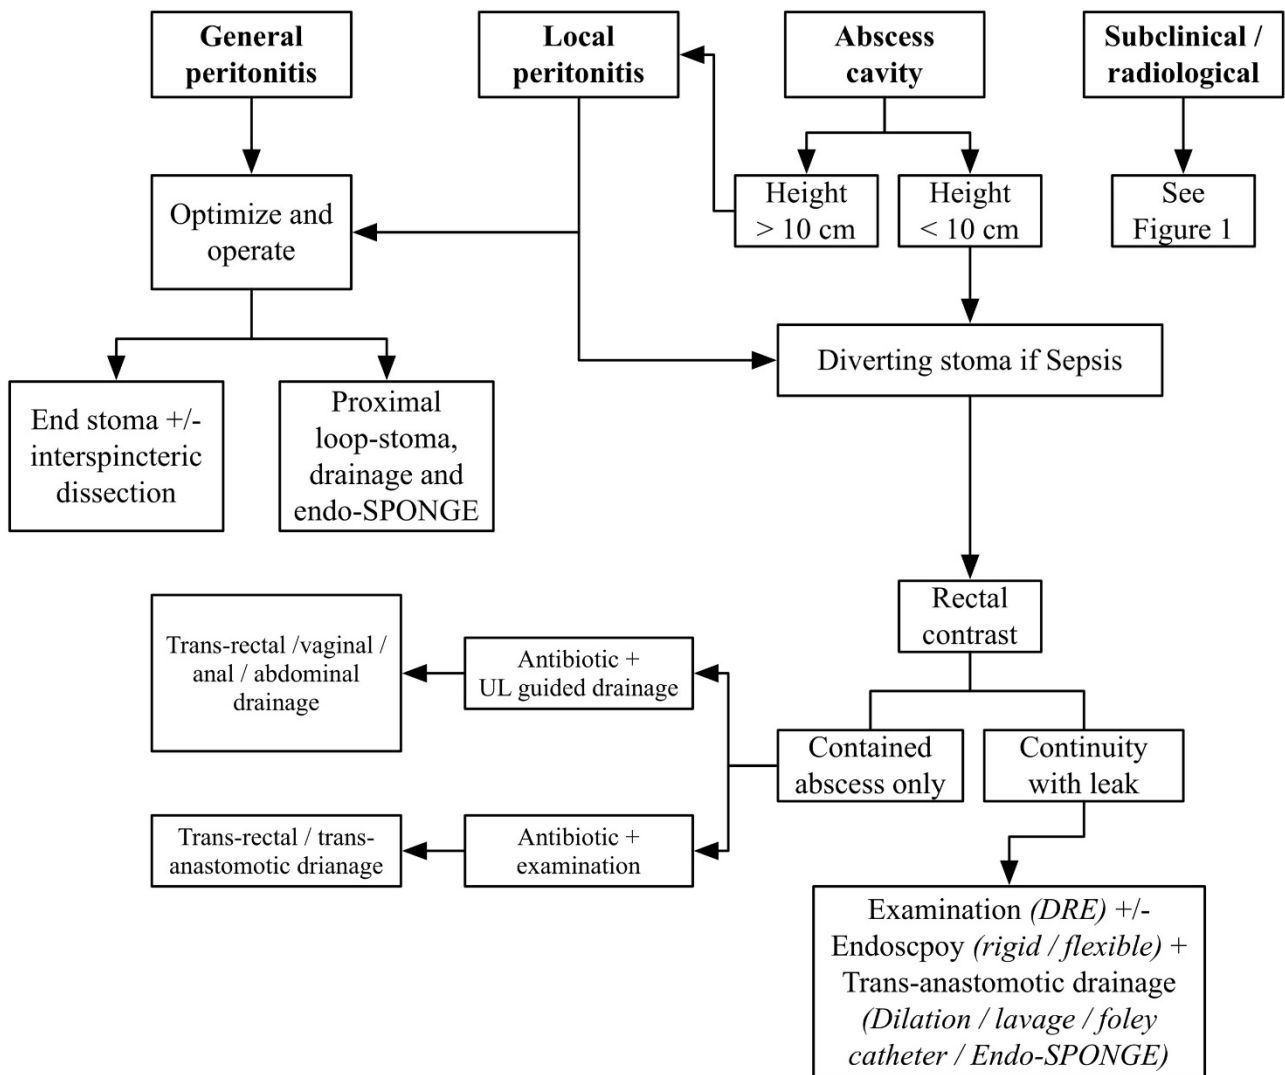 General
peritonitis
Local
peritonitis
Abscess
cavity
Subclinical /
radiological
Optimize and
operate
Height
> 10 cm
Height
< 10 cm
See
Figure 1
Diverting stoma if Sepsis
End stoma +/-
interspincteric
dissection
Proximal
loop-stoma,
drainage and
endo-SPONGE
Rectal
contrast
Trans-rectal /vaginal /
anal / abdominal
drainage
Antibiotic +
UL guided drainage
Contained
abscess only
Continuity
with leak
Trans-rectal / trans-
anastomotic drianage
Antibiotic +
examination
Examination (DRE) +/-
Endoscpoy (rigid / flexible) +
Trans-anastomotic drainage
(Dilation / lavage / foley
catheter / Endo-SPONGE)